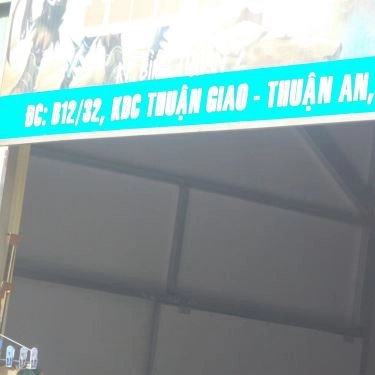 ĐC: B12/32, KDC THUẬN GIAO - THUẬN AN,